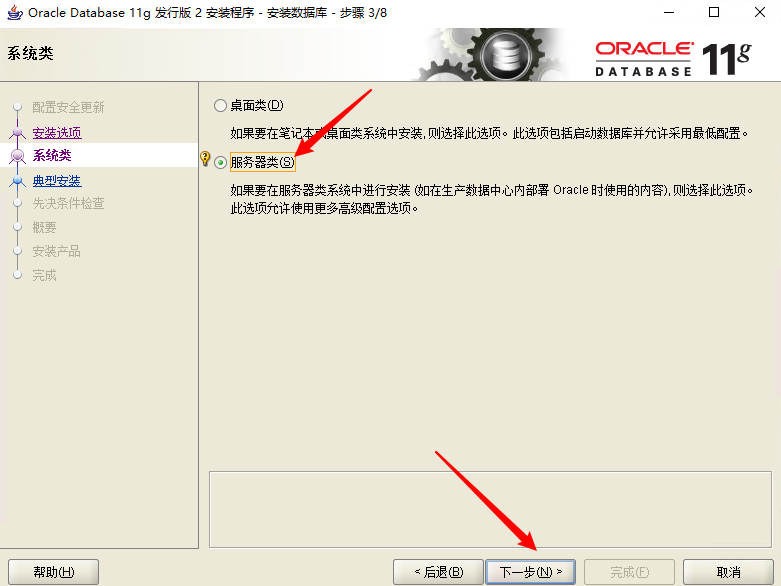 Oracle Database 11g 发行版 2 安装程序 - 安装数据库 - 步骤 3/8
系统类
ORACLE
DATABASE
11g
配置安全更新
安装选项
系统类
典型安装
先决条件检查
概要
安装产品
完成
桌面类(D)
如果要在笔记本或桌面类系统中安装,则选择此选项。此选项包括启动数据库并允许采用最低配置。
服务器类(S)
如果要在服务器类系统中进行安装 (如在生产数据中心内部署 Oracle 时使用的内容),则选择此选项。
此选项允许使用更多高级配置选项。
帮助(H)
< 后退(B)
下一步(N) >
完成(F)
取消